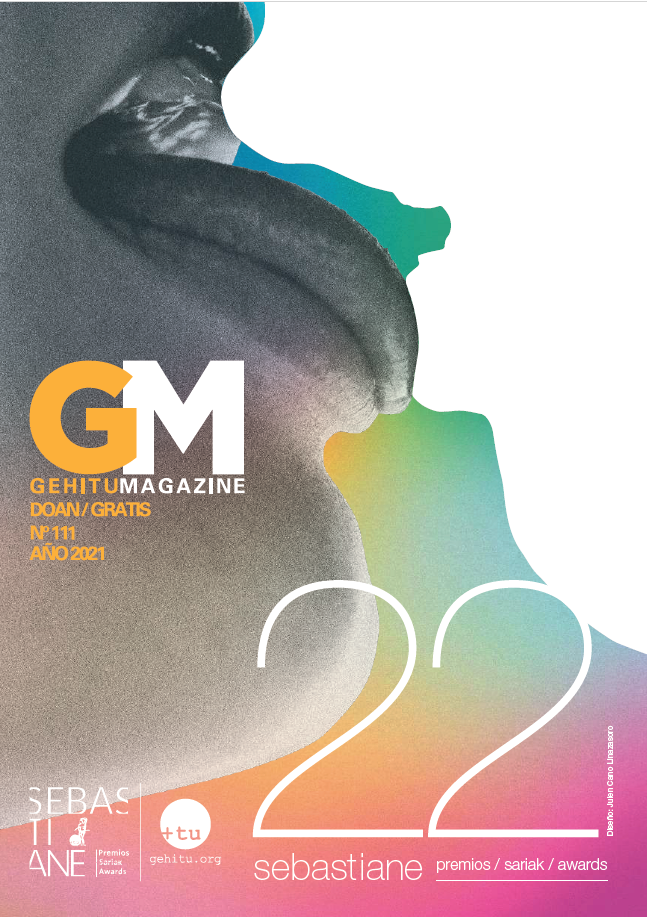 GM
GEHITUMAGAZINE
DOAN / GRATIS
Nº 111
AÑO 2021
22
sebastiane
premios / sariak / awards
Diseño: Julen Cano Linazasoro
SEBAS
TI
ANE
Premios
Sariak
Awards
+tu
gehitu.org